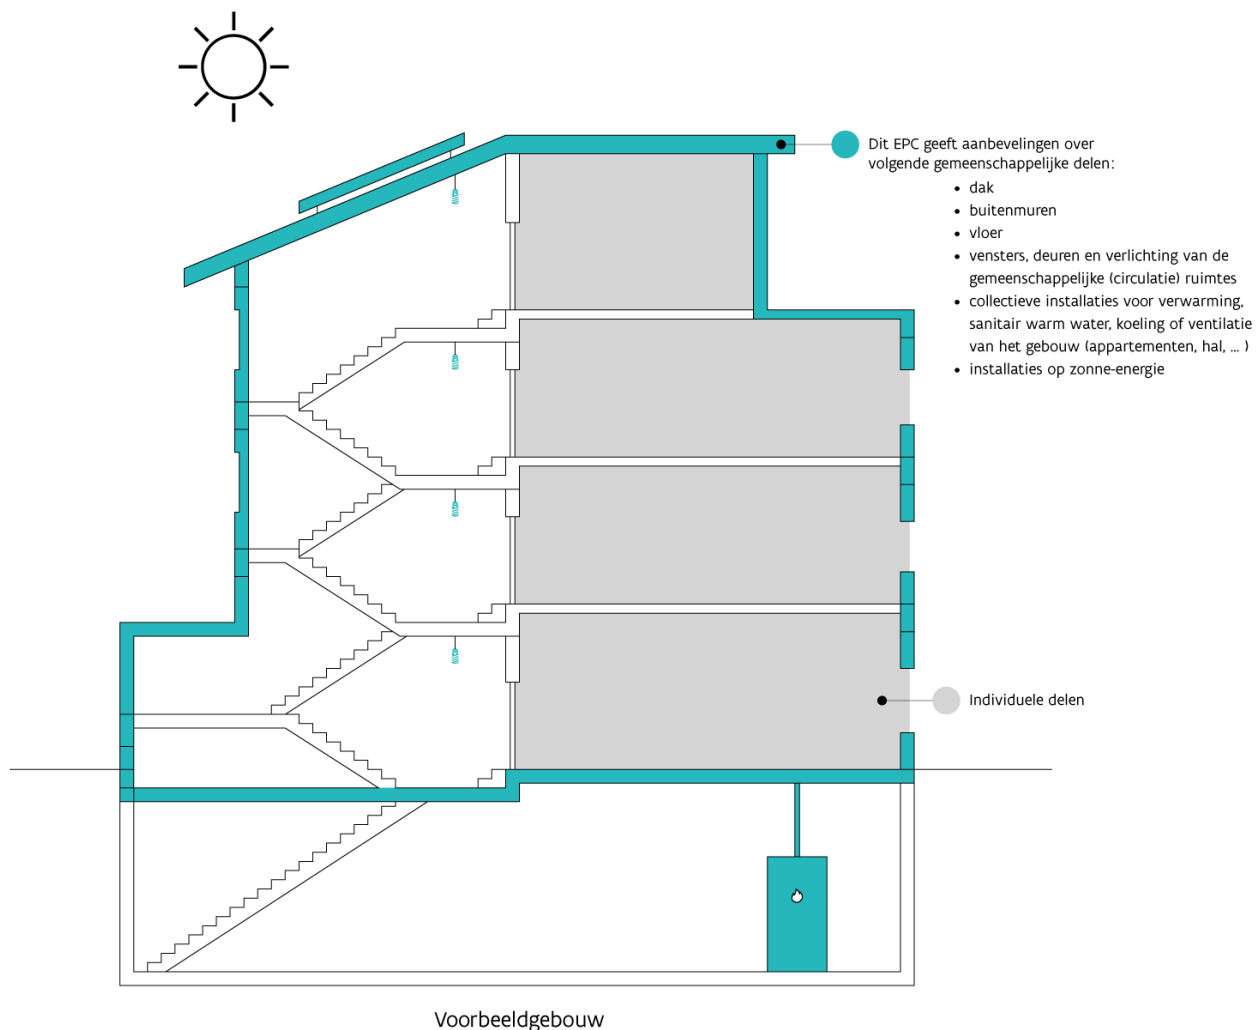 Dit EPC geeft aanbevelingen over
volgende gemeenschappelijke delen:
• dak
• buitenmuren
• vloer
• vensters, deuren en verlichting van de
gemeenschappelijke (circulatie) ruimtes
• collectieve installaties voor verwarming,
sanitair warm water, koeling of ventilatie
van het gebouw (appartementen, hal, ... )
• installaties op zonne-energie
Individuele delen
Voorbeeldgebouw